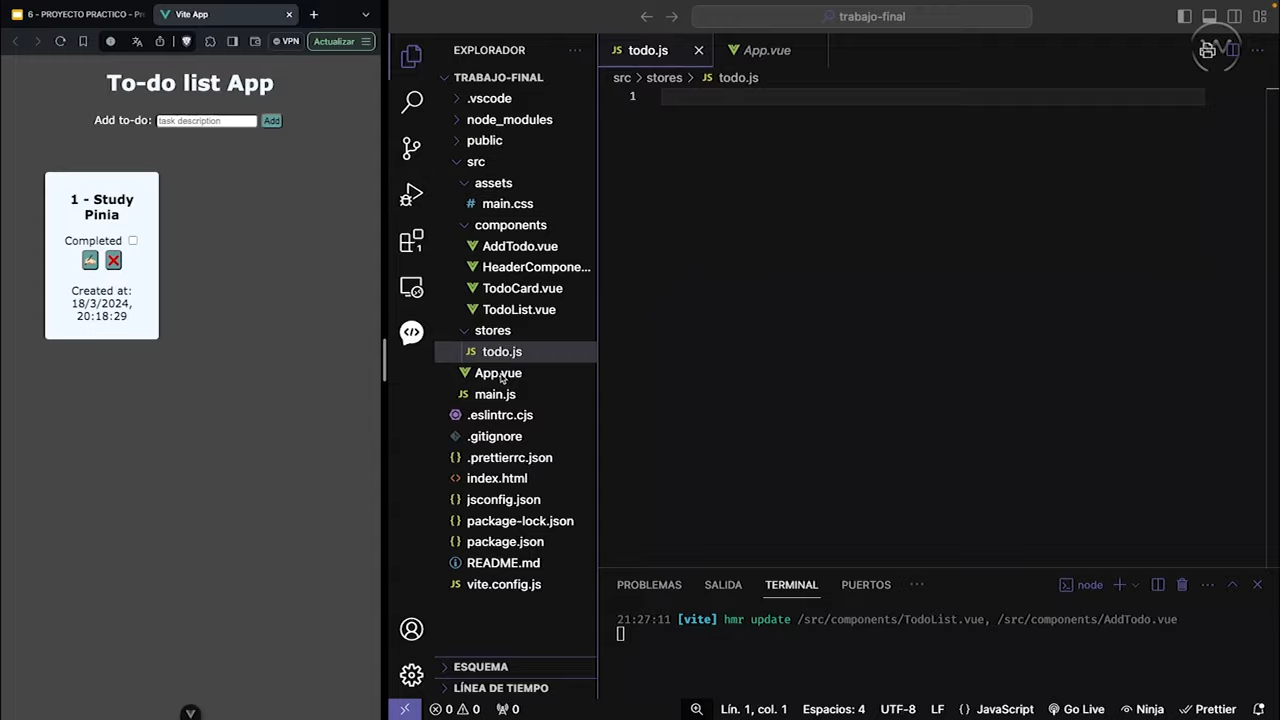 6 - PROYECTO PRACTICO - Pr
Vite App
VPN
Actualizar
To-do list App
Add to-do:
task description
Add
1 - Study
Pinia
Completed
Created at:
18/3/2024,
20:18:29
trabajo-final
EXPLORADOR
TRABAJO-FINAL
.vscode
node_modules
public
src
assets
# main.css
components
AddTodo.vue
HeaderCompone...
TodoCard.vue
TodoList.vue
stores
JS todo.js
App.vue
JS main.js
.eslintrc.cjs
.gitignore
.prettierrc.json
index.html
jsconfig.json
package-lock.json
package.json
README.md
JS vite.config.js
ESQUEMA
LÍNEA DE TIEMPO
JS todo.js
App.vue
src > stores > JS todo.js
1
PROBLEMAS
SALIDA
TERMINAL
PUERTOS
node
21:27:11 [vite] hmr update /src/components/TodoList.vue, /src/components/AddTodo.vue
0 0 0
Lín. 1, col. 1
Espacios: 4
UTF-8
LF
{} JavaScript
Go Live
Ninja
Prettier